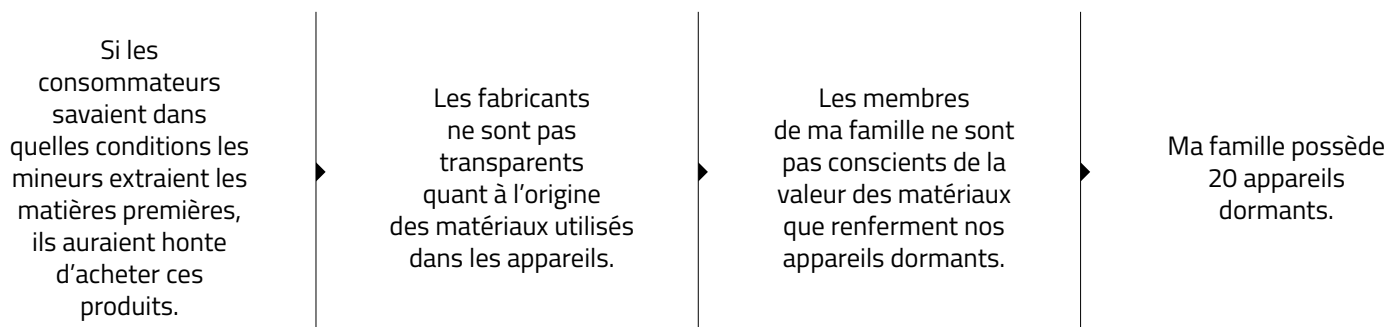 Si les
consommateurs
savaient dans
quelles conditions les
mineurs extraient les
matières premières,
ils auraient honte
d’acheter ces
produits.
Les fabricants
ne sont pas
transparents
quant à l’origine
des matériaux utilisés
dans les appareils.
Les membres
de ma famille ne sont
pas conscients de la
valeur des matériaux
que renferment nos
appareils dormants.
Ma famille possède
20 appareils
dormants.